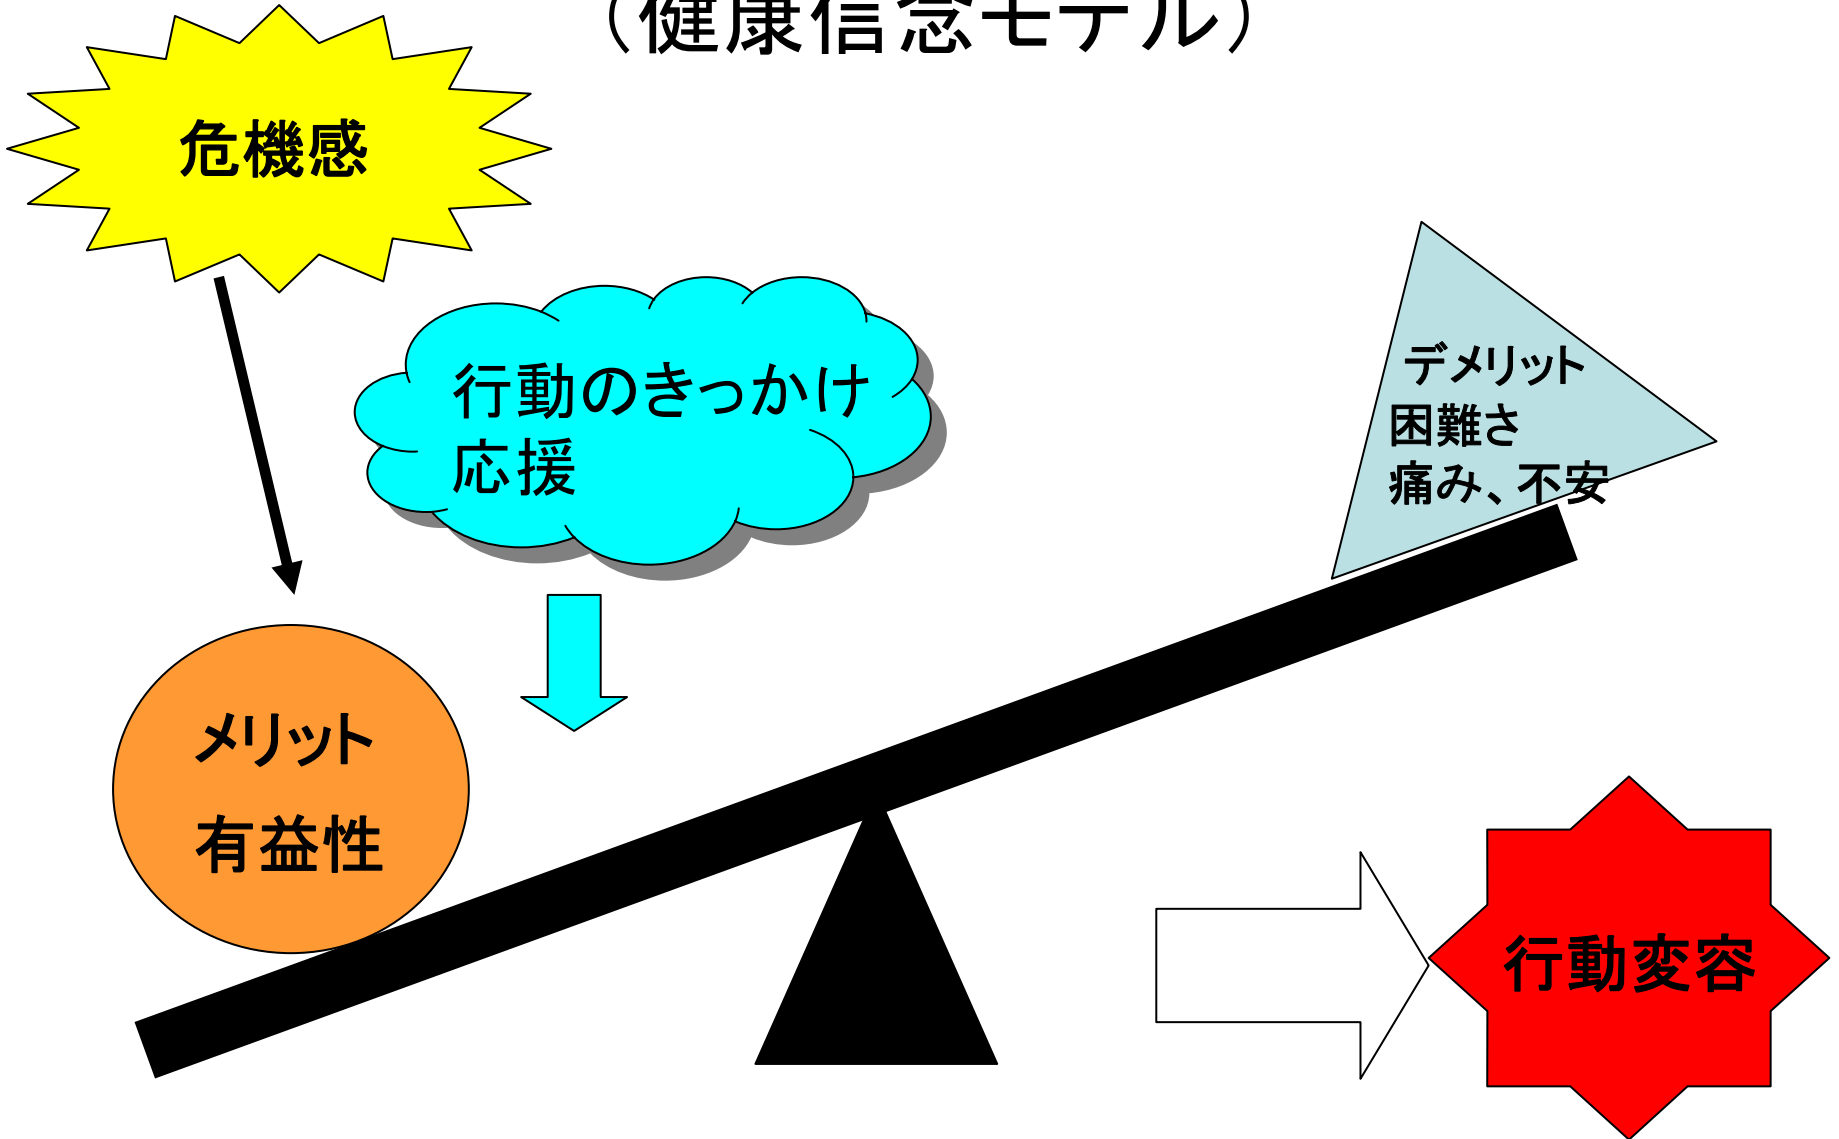 （健康信念モデル）
危機感
行動のきっかけ
応援
デメリット
困難さ
痛み、不安
メリット
有益性
行動変容